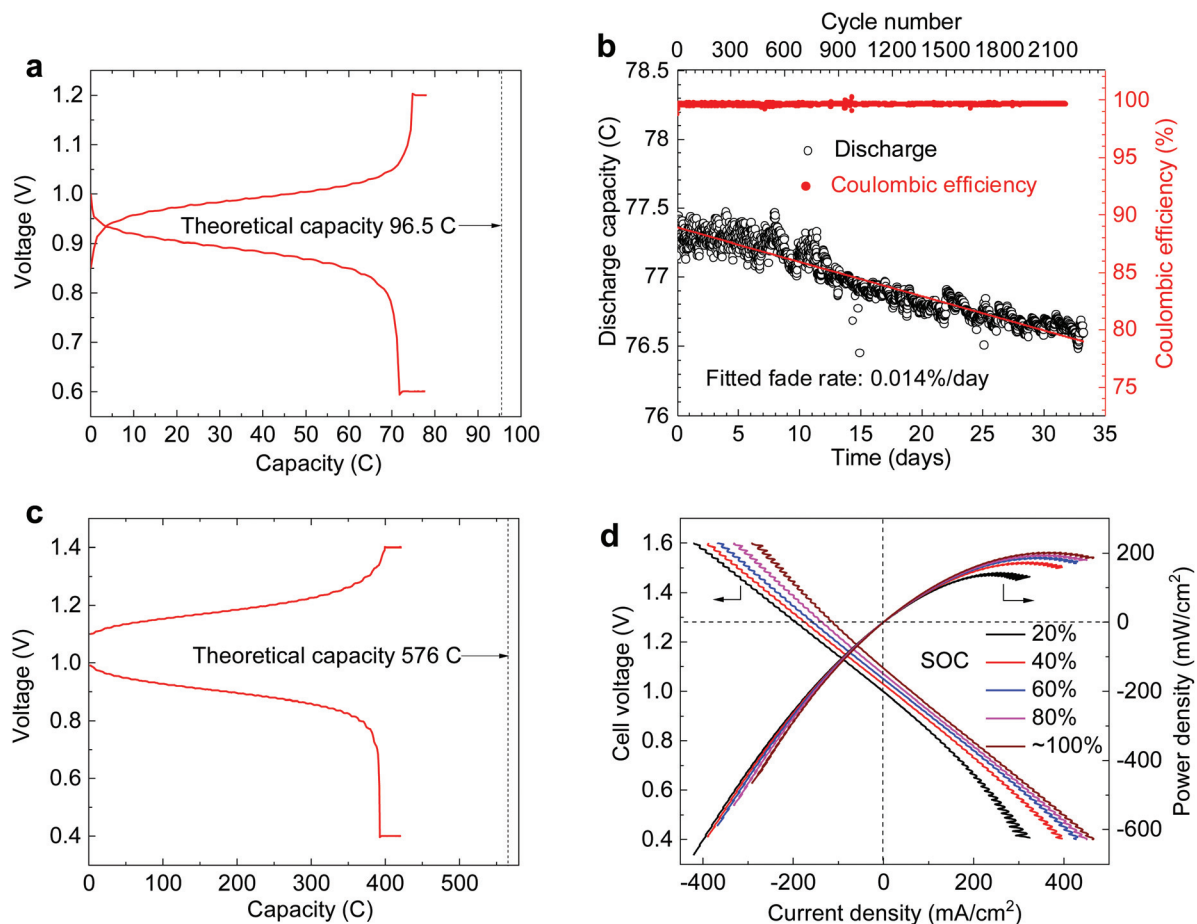 a
1.2
1.1
1.0
0.9
0.8
0.7
0.6
Voltage (V)
Theoretical capacity 96.5 C
0 10 20 30 40 50 60 70 80 90 100
Capacity (C)
b
Cycle number
0 300 600 900 1200 1500 1800 2100
78.5
78
77.5
77
76.5
76
Discharge capacity (C)
100
95
90
85
80
75
Coulombic efficiency (%)
Discharge
Coulombic efficiency
Fitted fade rate: 0.014%/day
0 5 10 15 20 25 30 35
Time (days)
c
1.4
1.2
1.0
0.8
0.6
0.4
Voltage (V)
Theoretical capacity 576 C
0 100 200 300 400 500
Capacity (C)
d
1.6
1.4
1.2
1.0
0.8
0.6
0.4
Cell voltage (V)
200
0
-200
-400
-600
Power density (mW/cm²)
SOC
20%
40%
60%
80%
~100%
-400 -200 0 200 400
Current density (mA/cm²)